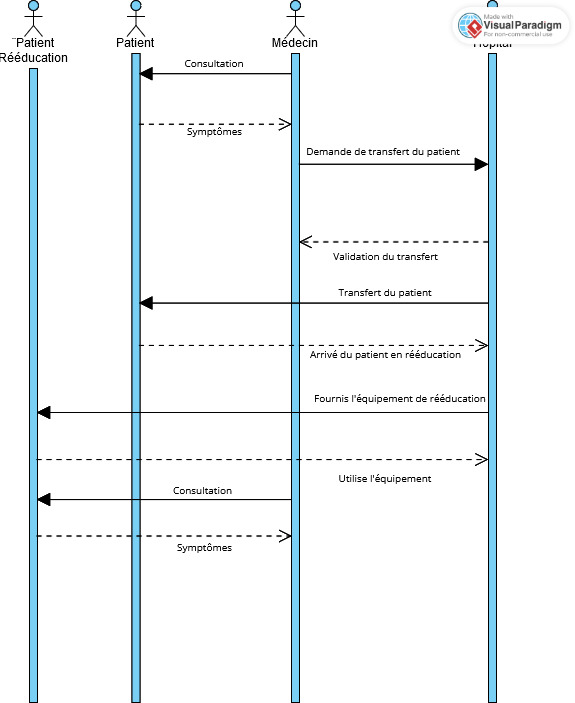 Made with
Visual Paradigm
For non-commercial use
¨Patient
Rééducation
Patient
Médecin
Hôpital
Consultation
Symptômes
Demande de transfert du patient
Validation du transfert
Transfert du patient
Arrivé du patient en rééducation
Fournis l'équipement de rééducation
Utilise l'équipement
Consultation
Symptômes